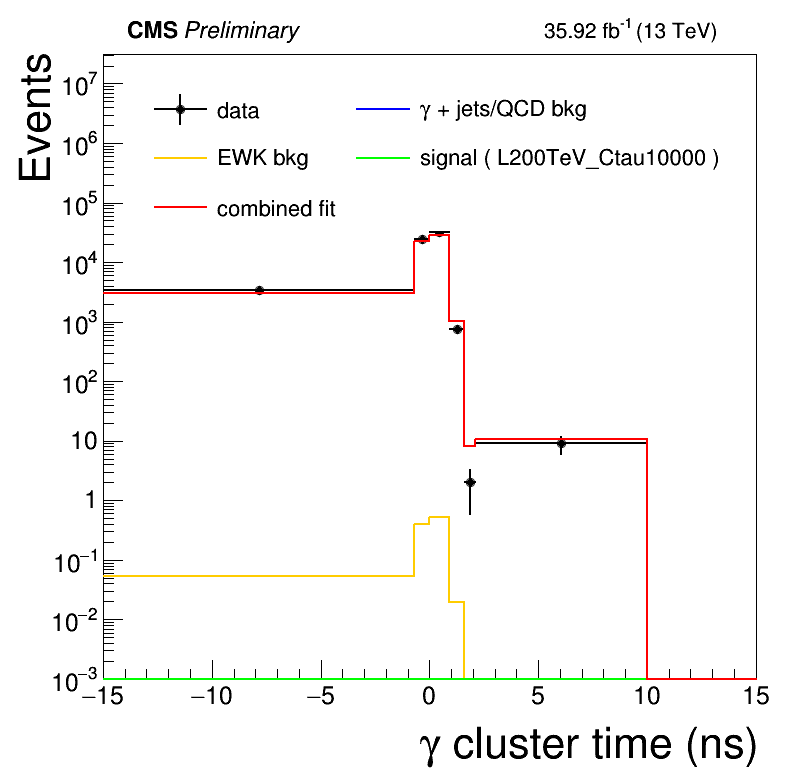 CMS Preliminary 35.92 fb⁻¹ (13 TeV)
Events
data
γ + jets/QCD bkg
EWK bkg
signal ( L200TeV_Ctau10000 )
combined fit
10⁷
10⁶
10⁵
10⁴
10³
10²
10
1
10⁻¹
10⁻²
10⁻³
−15 −10 −5 0 5 10 15
γ cluster time (ns)